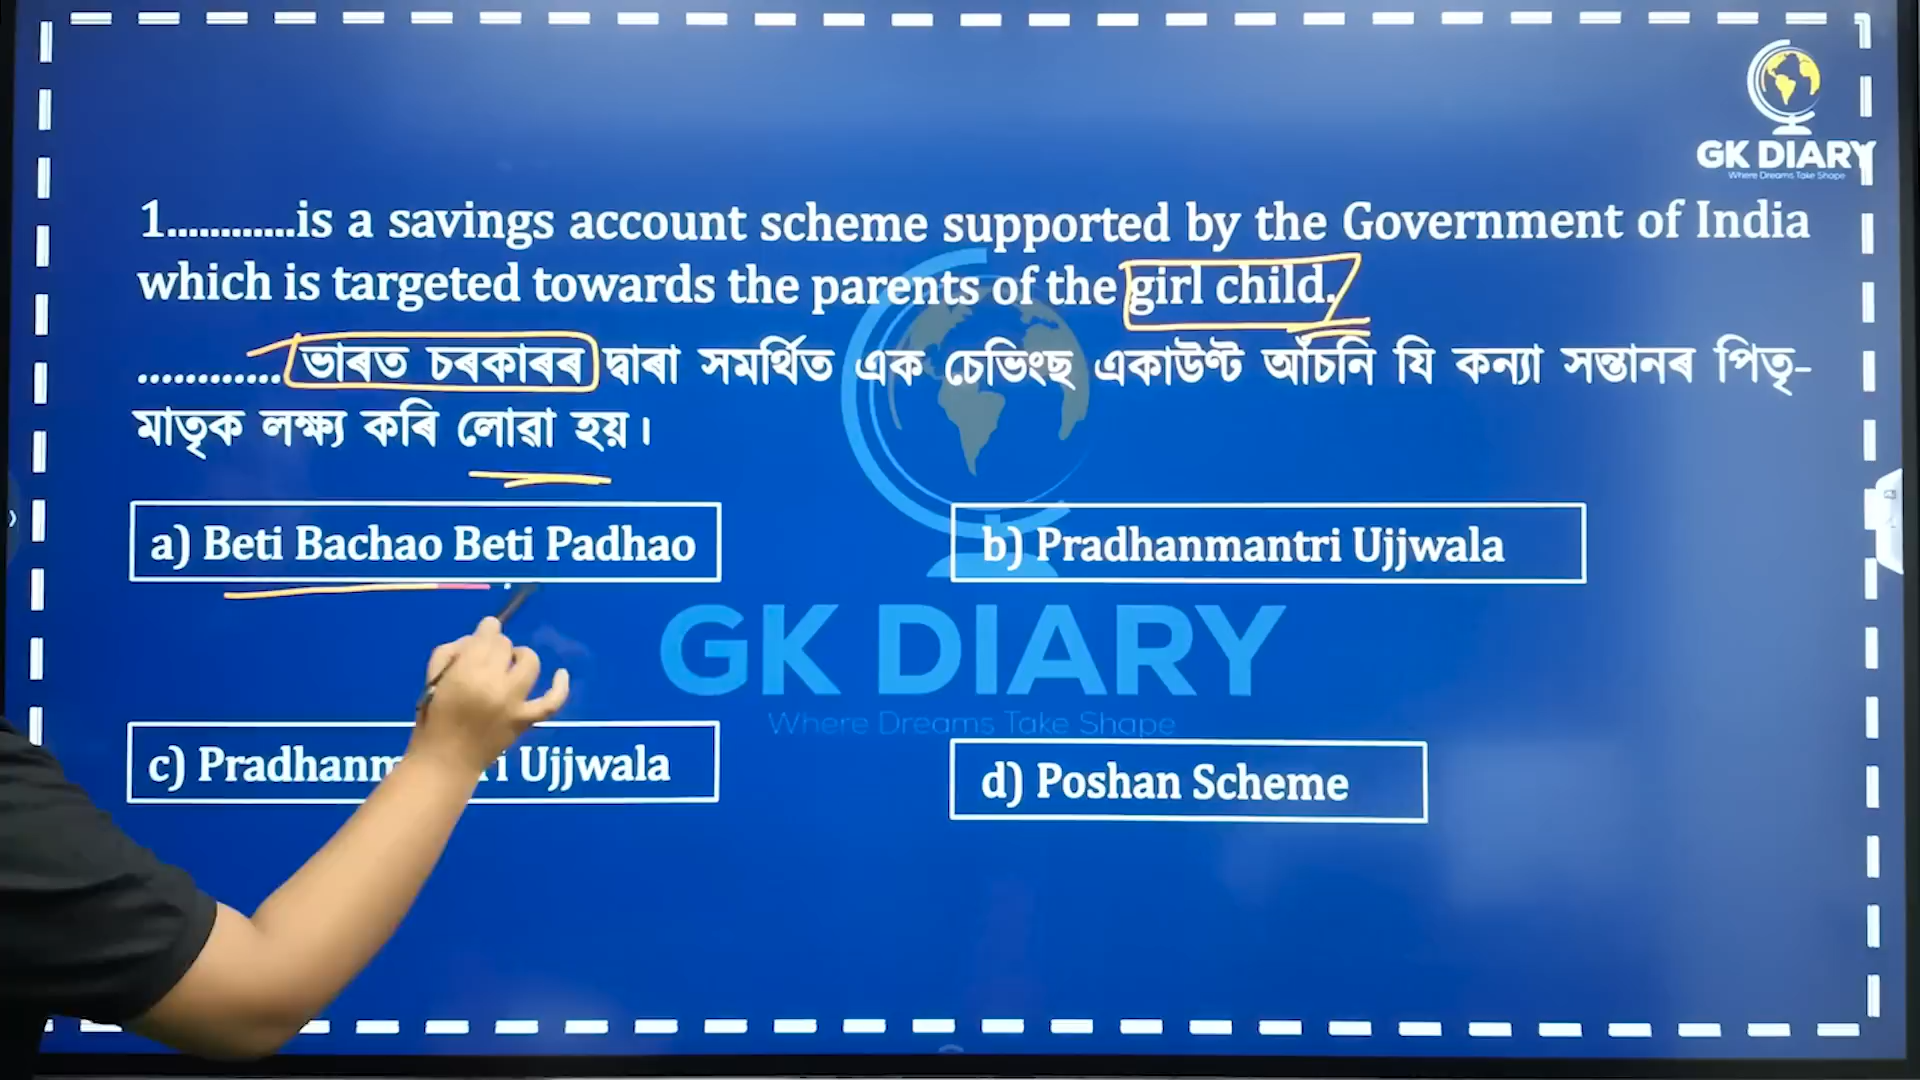 GK DIARY
Where Dreams Take Shape
1............is a savings account scheme supported by the Government of India
which is targeted towards the parents of the girl child.
............ ভাৰত চৰকাৰৰ দ্বাৰা সমৰ্থিত এক চেভিংছ একাউণ্ট আঁচনি যি কন্যা সন্তানৰ পিতৃ-
মাতৃক লক্ষ্য কৰি লোৱা হয়।
a) Beti Bachao Beti Padhao
b) Pradhanmantri Ujjwala
GK DIARY
Where Dreams Take Shape
c) Ujjwala
d) Poshan Scheme